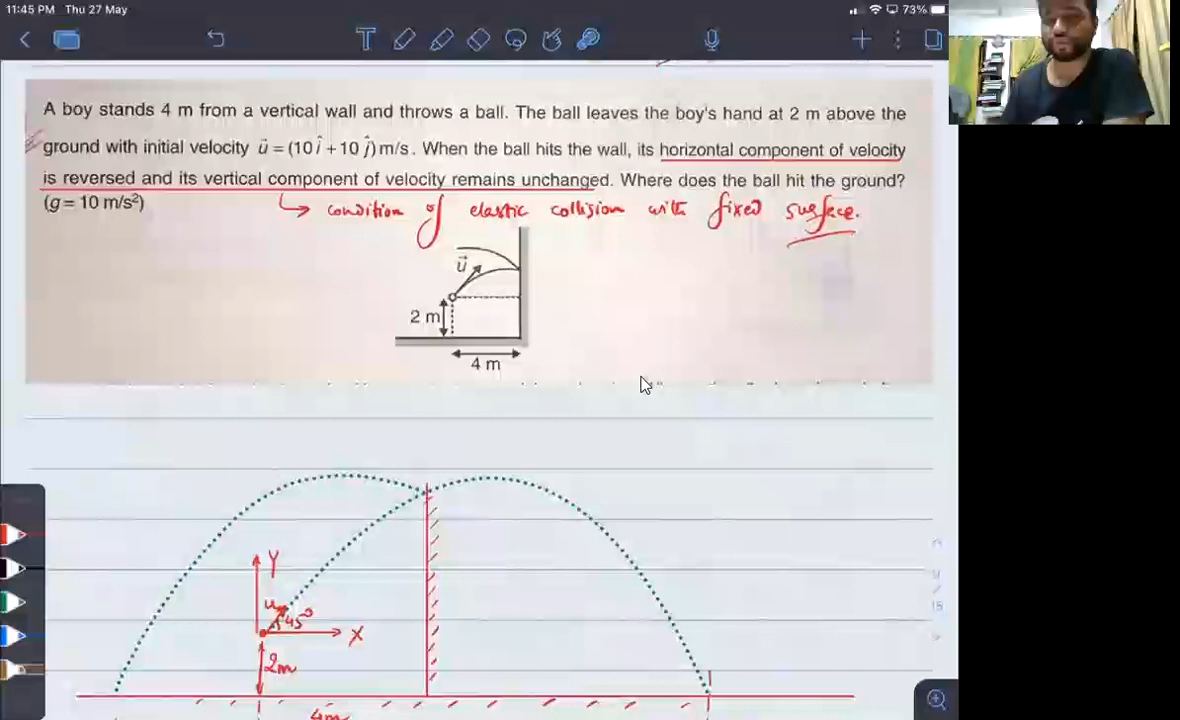 11:45 PM Thu 27 May
73%
A boy stands 4 m from a vertical wall and throws a ball. The ball leaves the boy's hand at 2 m above the
ground with initial velocity u⃗ = (10 î + 10 ĵ) m/s. When the ball hits the wall, its horizontal component of velocity
is reversed and its vertical component of velocity remains unchanged. Where does the ball hit the ground?
(g = 10 m/s²)
↳ condition of elastic collision with fixed surface.
u⃗
2 m
4 m
Y
u
45°
X
2m
4m